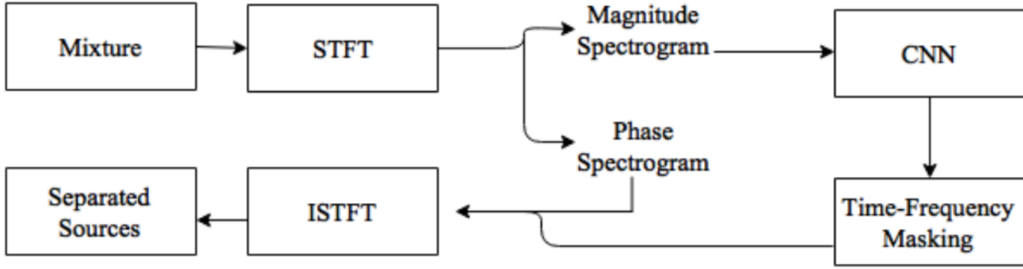 Mixture
STFT
Magnitude
Spectrogram
CNN
Phase
Spectrogram
Separated
Sources
ISTFT
Time-Frequency
Masking